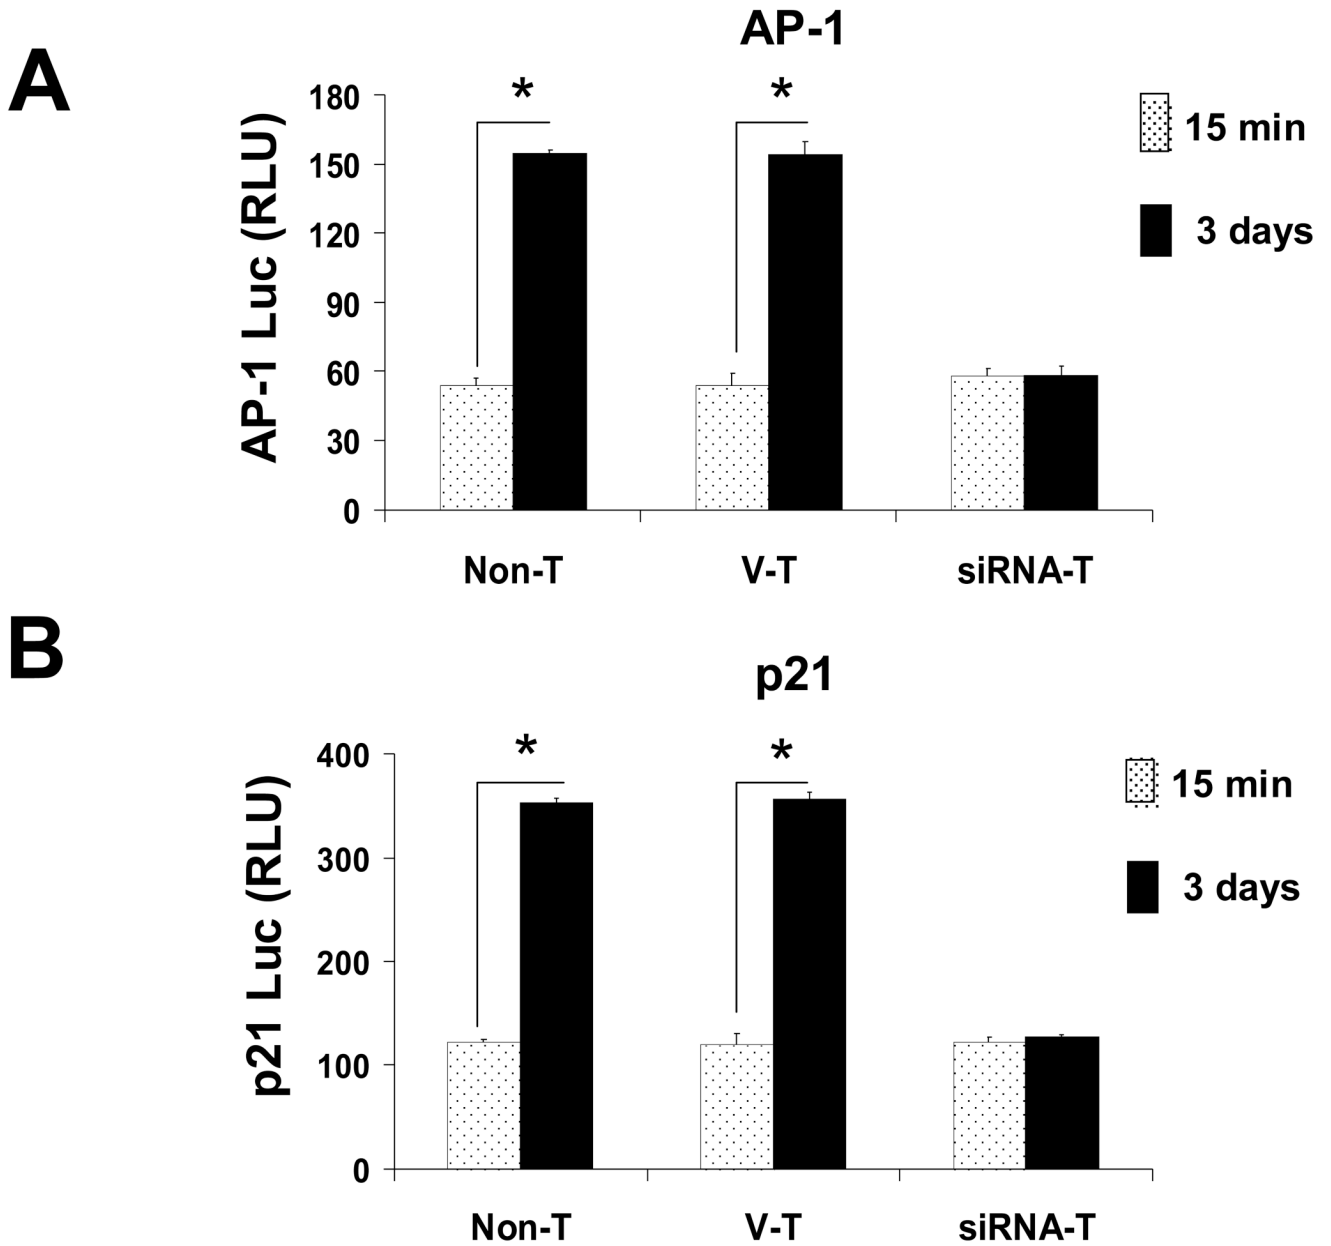 A
AP-1
*
*
180
150
120
90
60
30
0
AP-1 Luc (RLU)
15 min
3 days
Non-T
V-T
siRNA-T
B
p21
*
*
400
300
200
100
0
p21 Luc (RLU)
15 min
3 days
Non-T
V-T
siRNA-T